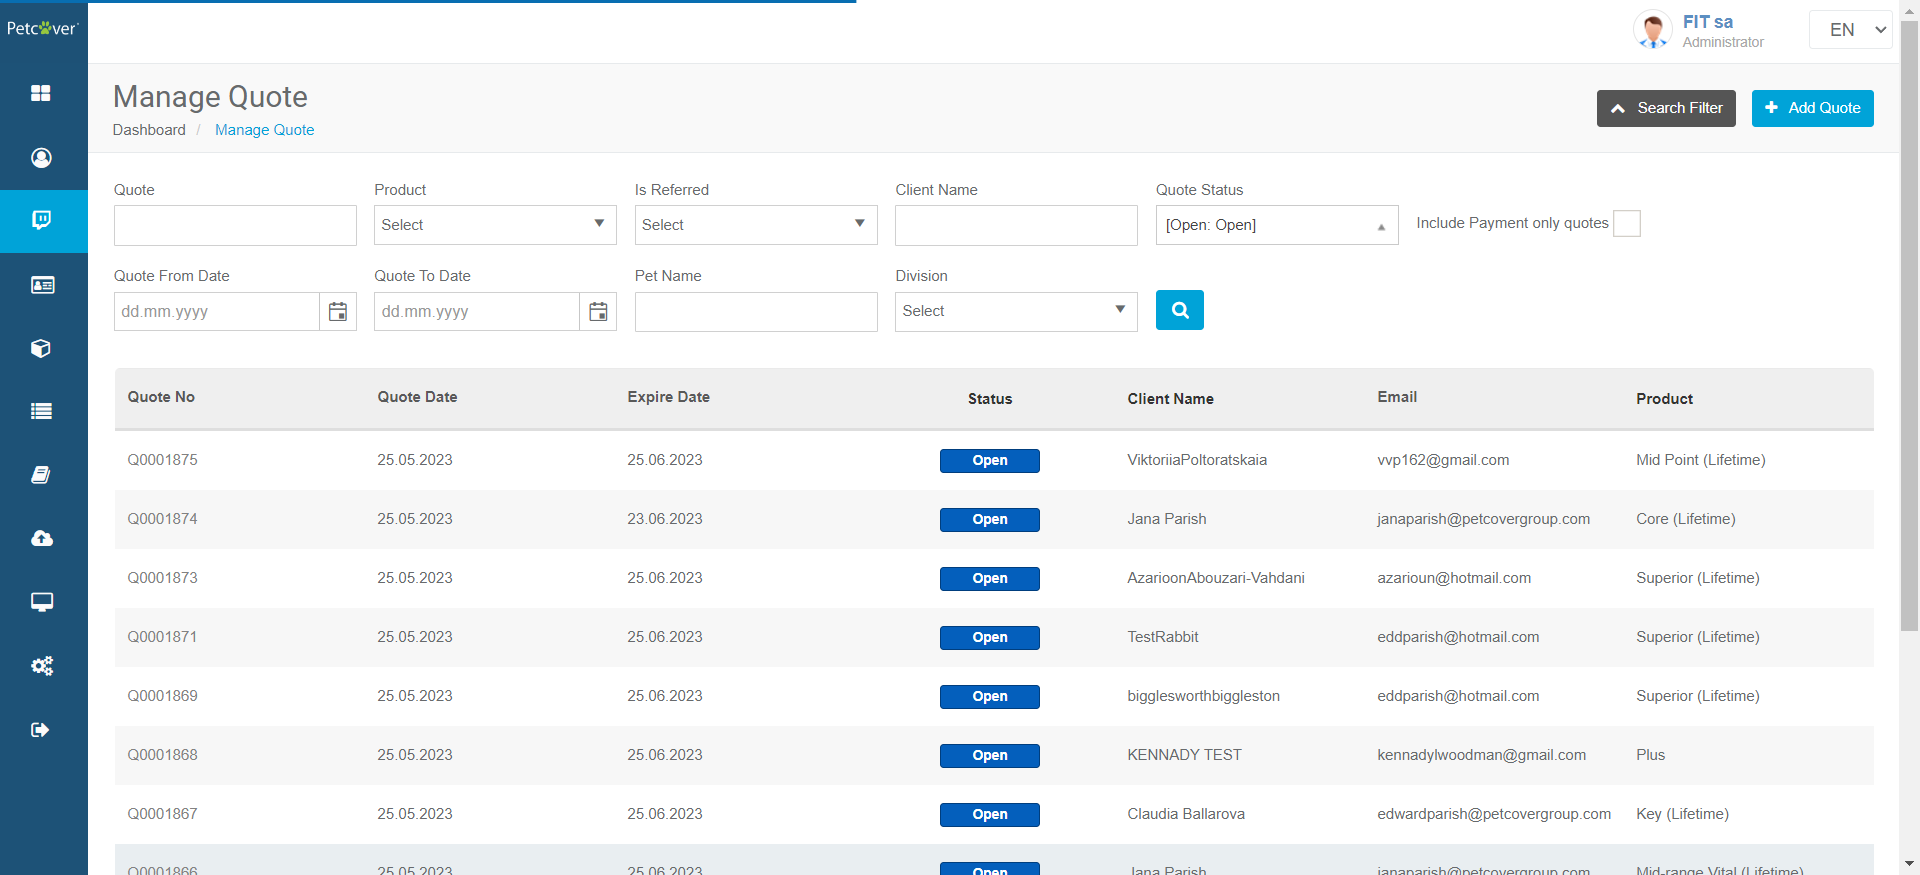 Petcover
FIT sa
Administrator
EN
Manage Quote
Dashboard / Manage Quote
Search Filter
Add Quote
Quote
Product
Is Referred
Client Name
Quote Status
Select
Select
[Open: Open]
Include Payment only quotes
Quote From Date
Quote To Date
Pet Name
Division
dd.mm.yyyy
dd.mm.yyyy
Select
Quote No Quote Date Expire Date Status Client Name Email Product
Q0001875 25.05.2023 25.06.2023 Open ViktoriiaPoltoratskaia vvp162@gmail.com Mid Point (Lifetime)
Q0001874 25.05.2023 23.06.2023 Open Jana Parish janaparish@petcovergroup.com Core (Lifetime)
Q0001873 25.05.2023 25.06.2023 Open AzarioonAbouzari-Vahdani azarioun@hotmail.com Superior (Lifetime)
Q0001871 25.05.2023 25.06.2023 Open TestRabbit eddparish@hotmail.com Superior (Lifetime)
Q0001869 25.05.2023 25.06.2023 Open bigglesworthbiggleston eddparish@hotmail.com Superior (Lifetime)
Q0001868 25.05.2023 25.06.2023 Open KENNADY TEST kennadylwoodman@gmail.com Plus
Q0001867 25.05.2023 25.06.2023 Open Claudia Ballarova edwardparish@petcovergroup.com Key (Lifetime)
Q0001866 25.05.2023 25.06.2023 Open Jana Parish janaparish@petcovergroup.com Mid-range Vital (Lifetime)